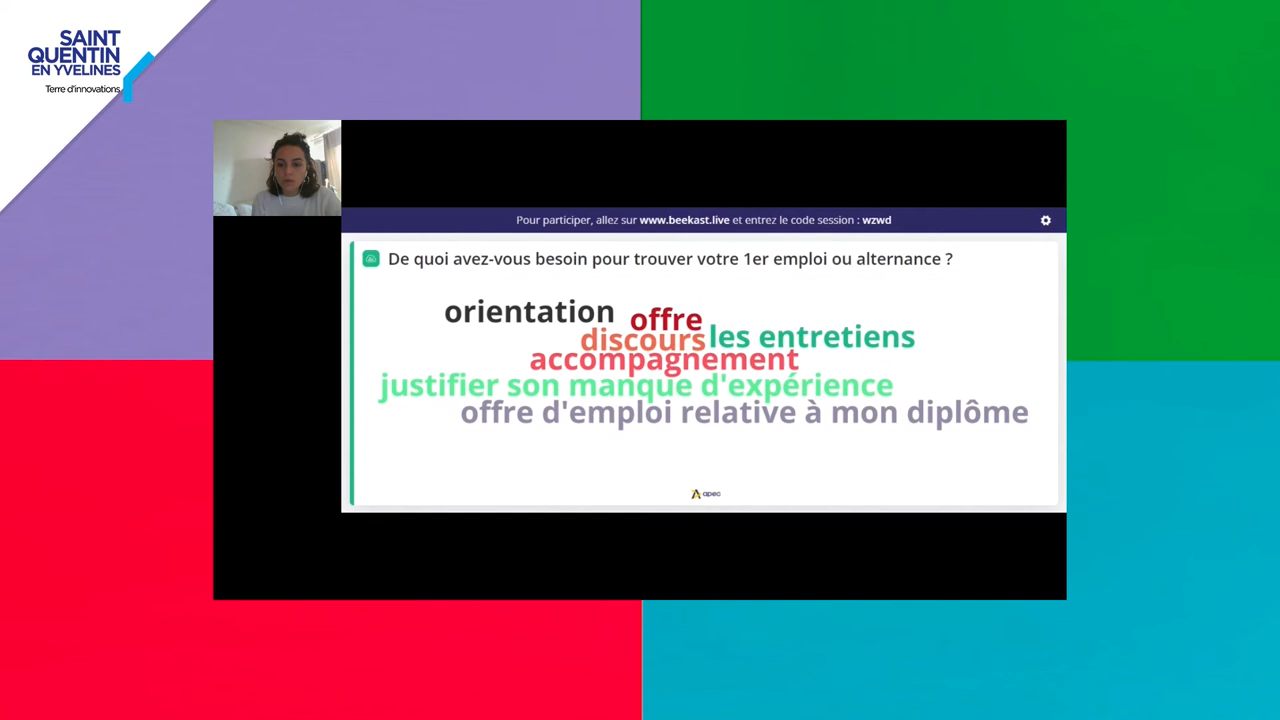 SAINT
QUENTIN
EN YVELINES
Terre d'innovations
Pour participer, allez sur www.beekast.live et entrez le code session : wzwd
De quoi avez-vous besoin pour trouver votre 1er emploi ou alternance ?
orientation
offre
discours
les entretiens
accompagnement
justifier son manque d'expérience
offre d'emploi relative à mon diplôme
apec